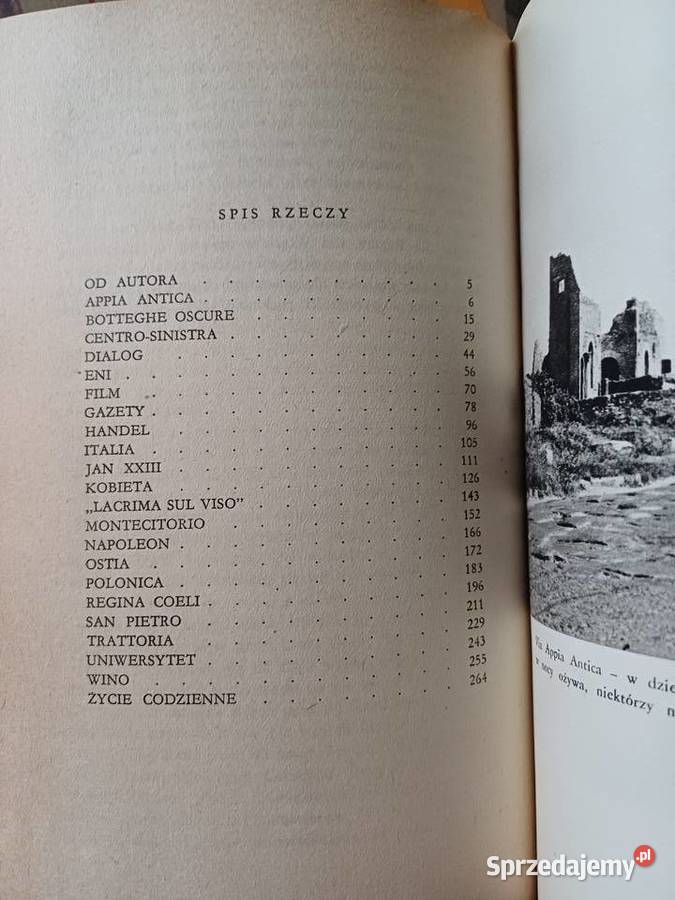 SPIS RZECZY
OD AUTORA . . . . . . . . . . 5
APPIA ANTICA . . . . . . . . . . 6
BOTTEGHE OSCURE . . . . . . . . . 15
CENTRO-SINISTRA . . . . . . . . . 29
DIALOG . . . . . . . . . . . 44
ENI . . . . . . . . . . . . 56
FILM . . . . . . . . . . . . 70
GAZETY . . . . . . . . . . . 78
HANDEL . . . . . . . . . . . 96
ITALIA . . . . . . . . . . . 105
JAN XXIII . . . . . . . . . . . 111
KOBIETA . . . . . . . . . . . 126
„LACRIMA SUL VISO” . . . . . . . . 143
MONTECITORIO . . . . . . . . . 152
NAPOLEON . . . . . . . . . . . 166
OSTIA . . . . . . . . . . . . 172
POLONICA . . . . . . . . . . . 183
REGINA COELI . . . . . . . . . . 196
SAN PIETRO . . . . . . . . . . 211
TRATTORIA . . . . . . . . . . 229
UNIWERSYTET . . . . . . . . . . 243
WINO . . . . . . . . . . . . 255
ŻYCIE CODZIENNE . . . . . . . . 264
Via Appia Antica – w dzie
w nocy ożywa, niektórzy n
Sprzedajemy.pl